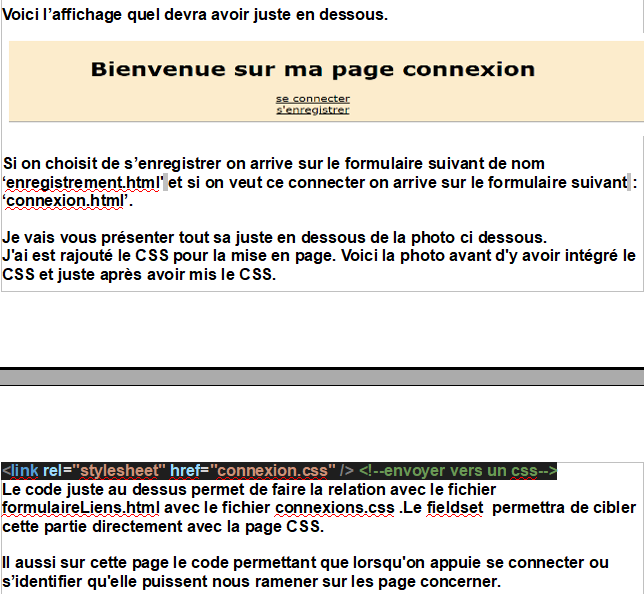 Voici l'affichage quel devra avoir juste en dessous.
Bienvenue sur ma page connexion
se connecter
s'enregistrer
Si on choisit de s'enregistrer on arrive sur le formulaire suivant de nom
‘enregistrement.html' et si on veut ce connecter on arrive sur le formulaire suivant :
‘connexion.html’.
Je vais vous présenter tout sa juste en dessous de la photo ci dessous.
J'ai est rajouté le CSS pour la mise en page. Voici la photo avant d'y avoir intégré le
CSS et juste après avoir mis le CSS.
<link rel="stylesheet" href="connexion.css" /> <!--envoyer vers un css-->
Le code juste au dessus permet de faire la relation avec le fichier
formulaireLiens.html avec le fichier connexions.css .Le fieldset  permettra de cibler
cette partie directement avec la page CSS.
Il aussi sur cette page le code permettant que lorsqu'on appuie se connecter ou
s’identifier qu'elle puissent nous ramener sur les page concerner.